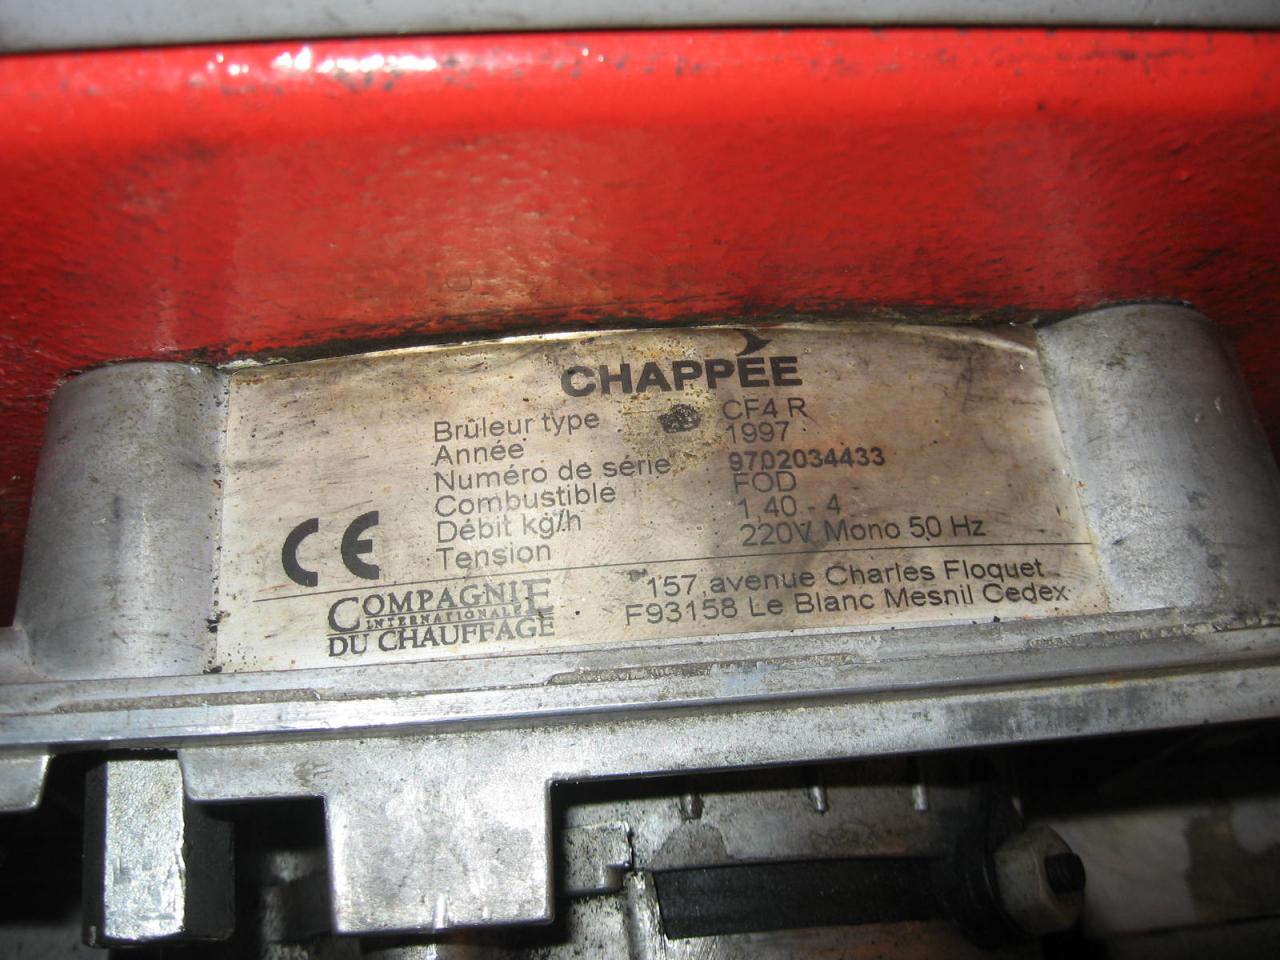 CHAPPÉE
Brûleur type CF4 R
Année 1997
Numéro de série 9702034433
Combustible FOD
Débit kg/h 1,40 - 4
Tension 220V Mono 50 Hz
CE
COMPAGNIE
INTERNATIONALE
DU CHAUFFAGE
157, avenue Charles Floquet
F93158 Le Blanc Mesnil Cedex